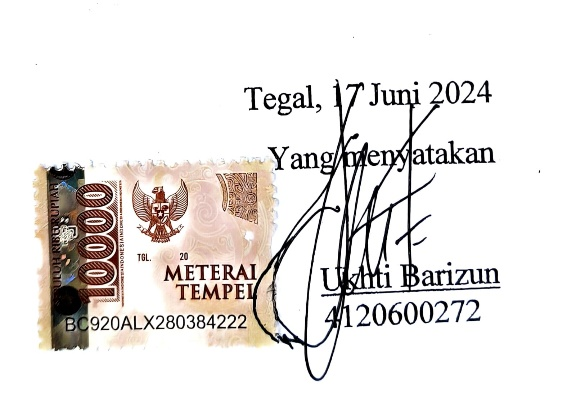 Tegal, 17 Juni 2024
Yang menyatakan
10000
TGL. 20
METERAI
TEMPEL
BC920ALX280384222
Ukhti Barizun
4120600272